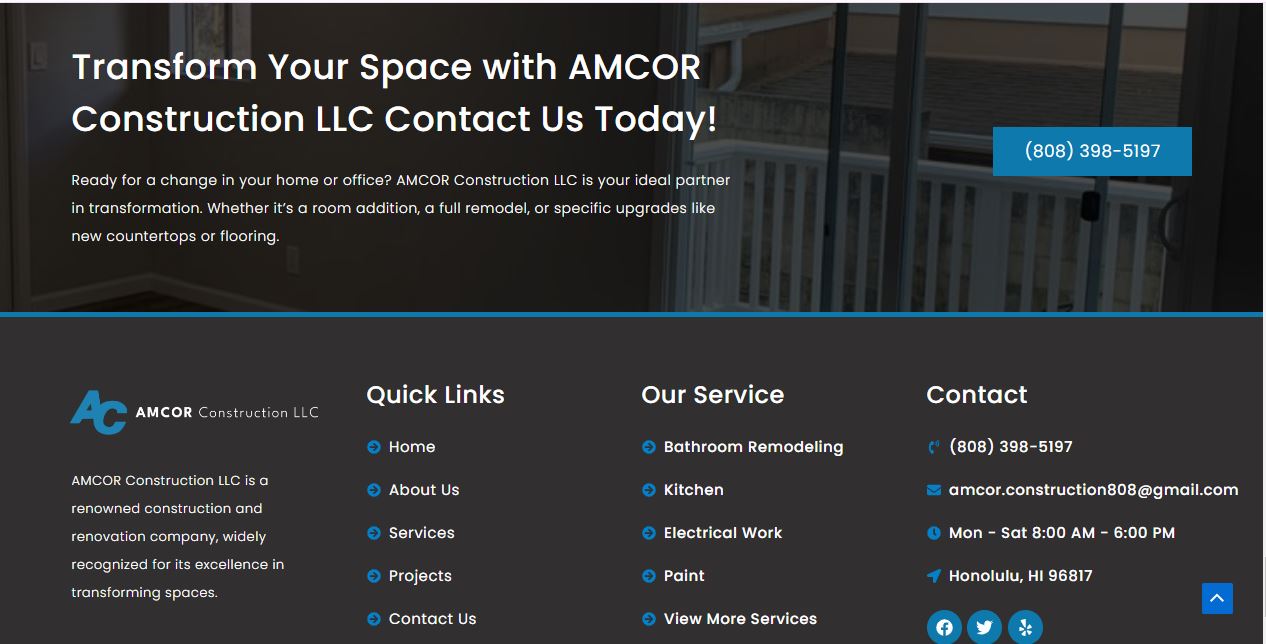 Transform Your Space with AMCOR
Construction LLC Contact Us Today!
Ready for a change in your home or office? AMCOR Construction LLC is your ideal partner
in transformation. Whether it’s a room addition, a full remodel, or specific upgrades like
new countertops or flooring.
(808) 398-5197
AC AMCOR Construction LLC
AMCOR Construction LLC is a
renowned construction and
renovation company, widely
recognized for its excellence in
transforming spaces.
Quick Links
Home
About Us
Services
Projects
Contact Us
Our Service
Bathroom Remodeling
Kitchen
Electrical Work
Paint
View More Services
Contact
(808) 398-5197
amcor.construction808@gmail.com
Mon - Sat 8:00 AM - 6:00 PM
Honolulu, HI 96817